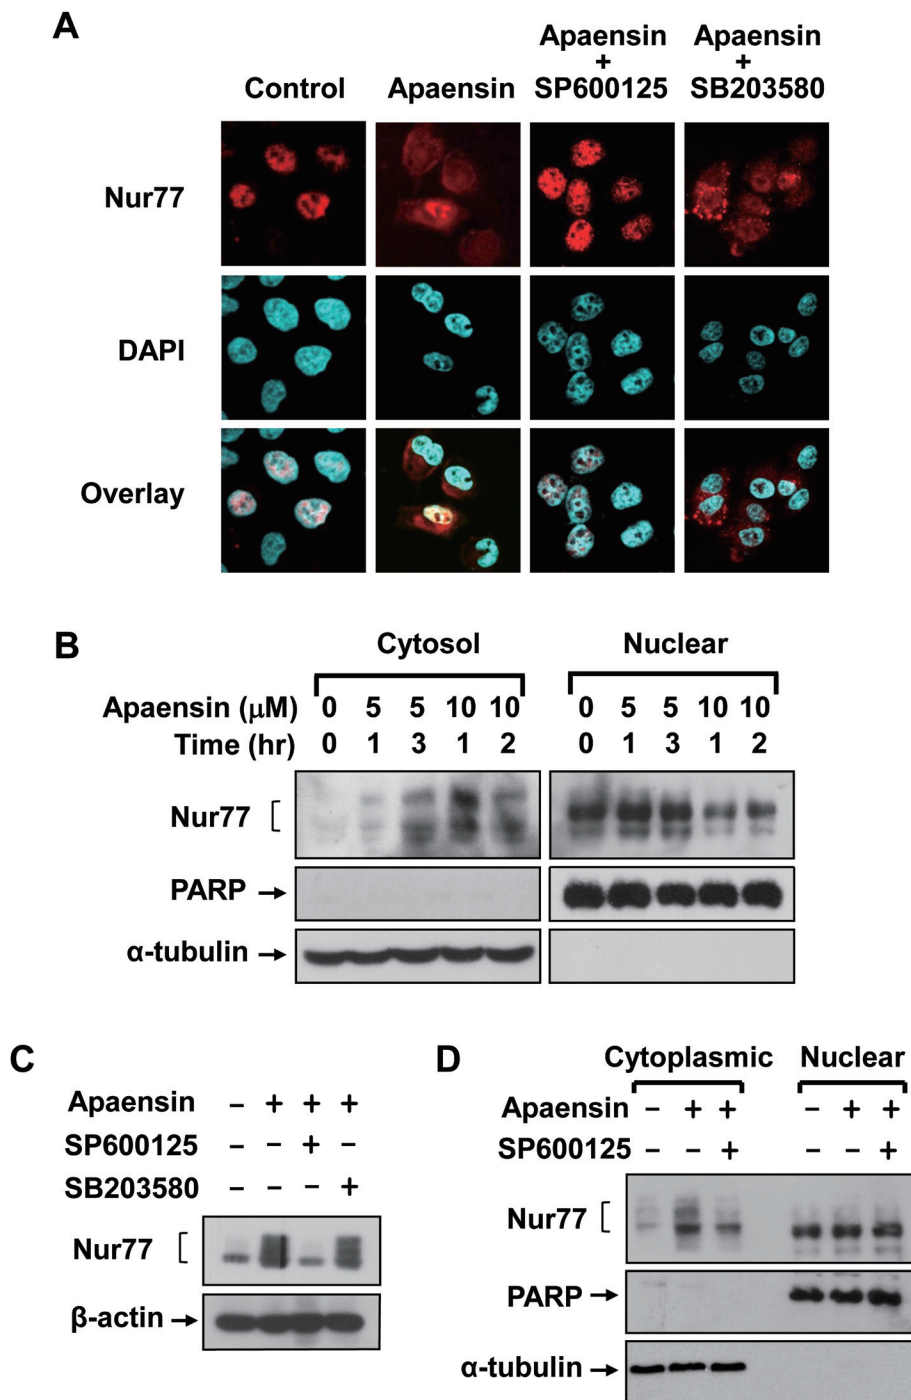 A
Control
Apaensin
Apaensin
+
SP600125
Apaensin
+
SB203580
Nur77
DAPI
Overlay
B
Cytosol Nuclear
Apaensin (μM) 0 5 5 10 10 0 5 5 10 10
Time (hr) 0 1 3 1 2 0 1 3 1 2
Nur77
PARP →
α-tubulin →
C
Apaensin – + + +
SP600125 – – + –
SB203580 – – – +
Nur77
β-actin →
D
Cytoplasmic Nuclear
Apaensin – + + – + +
SP600125 – – + – – +
Nur77
PARP →
α-tubulin →